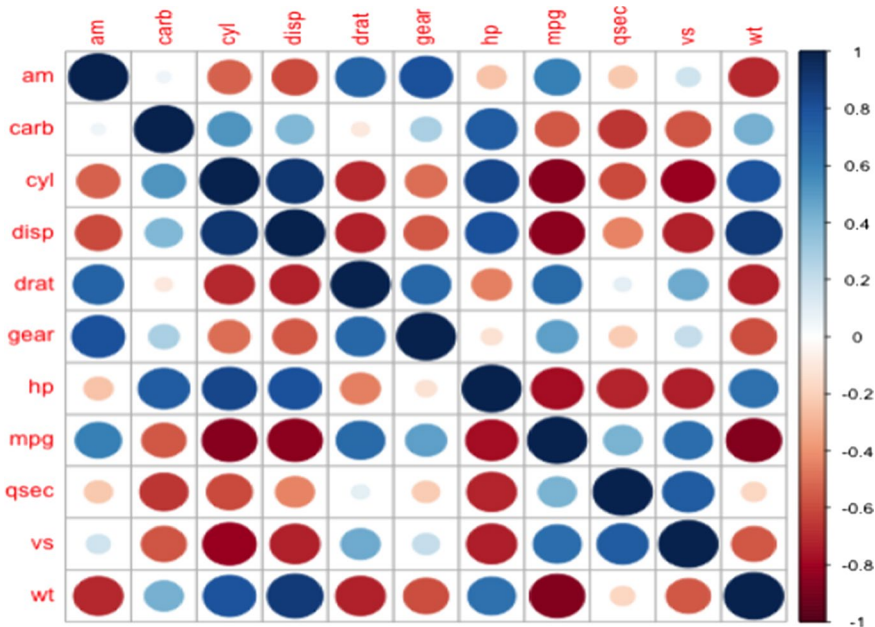 am carb cyl disp drat gear hp mpg qsec vs wt
am
carb
cyl
disp
drat
gear
hp
mpg
qsec
vs
wt
1
0.8
0.6
0.4
0.2
0
-0.2
-0.4
-0.6
-0.8
-1